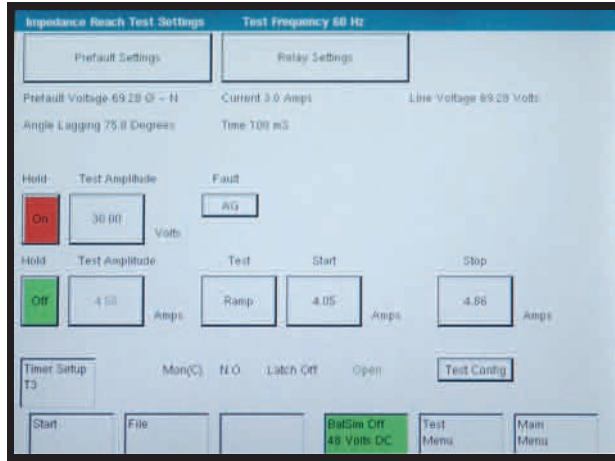 Impedance Reach Test Settings Test Frequency 60 Hz
Prefault Settings Relay Settings
Prefault Voltage 69.28 Ø – N Current 3.0 Amps Line Voltage 69.28 Volts
Angle Lagging 75.0 Degrees Time 100 mS
Hold Test Amplitude Fault
On 30.00 Volts AG
Hold Test Amplitude Test Start Stop
Off 4.50 Amps Ramp 4.05 Amps 4.86 Amps
Timer Setup Mon(C) N.O. Latch Off Open Test Config
T3
Start File BatSim Off Test Main
48 Volts DC Menu Menu